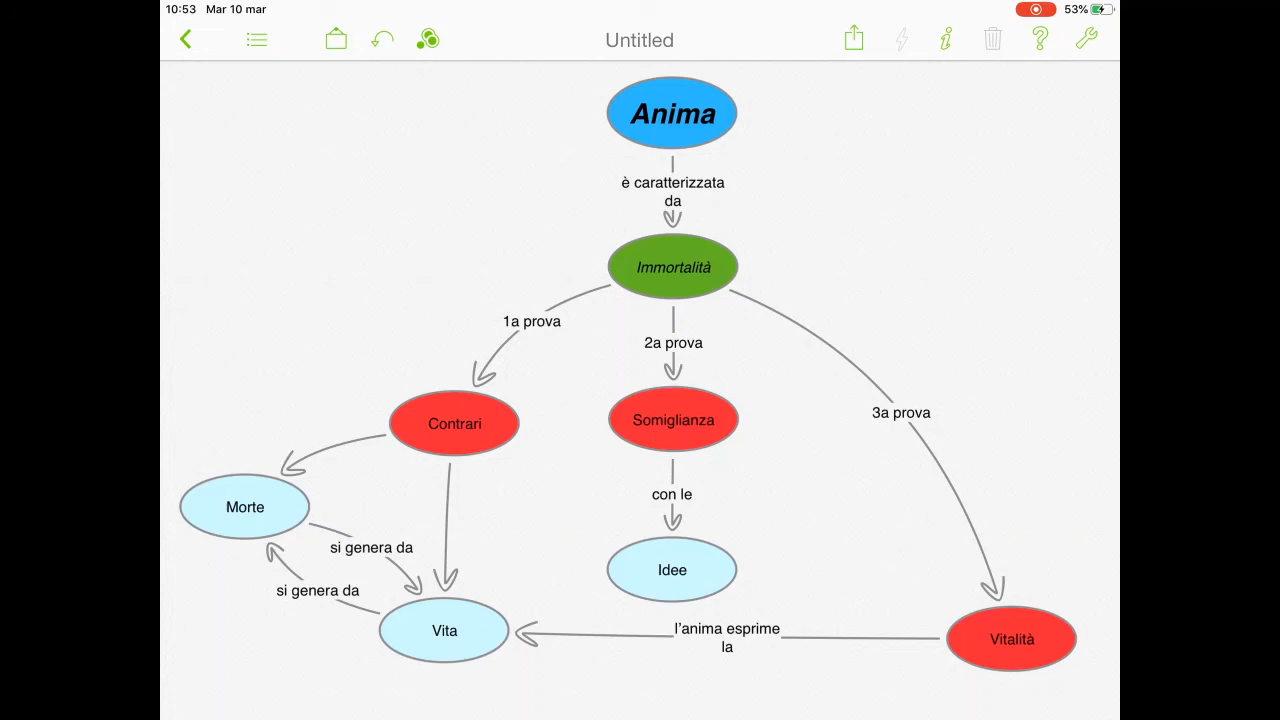 10:53 Mar 10 mar
53%
Untitled
Anima
è caratterizzata
da
Immortalità
1a prova
2a prova
3a prova
Contrari
Somiglianza
con le
Morte
si genera da
si genera da
Idee
Vita
l'anima esprime
la
Vitalità